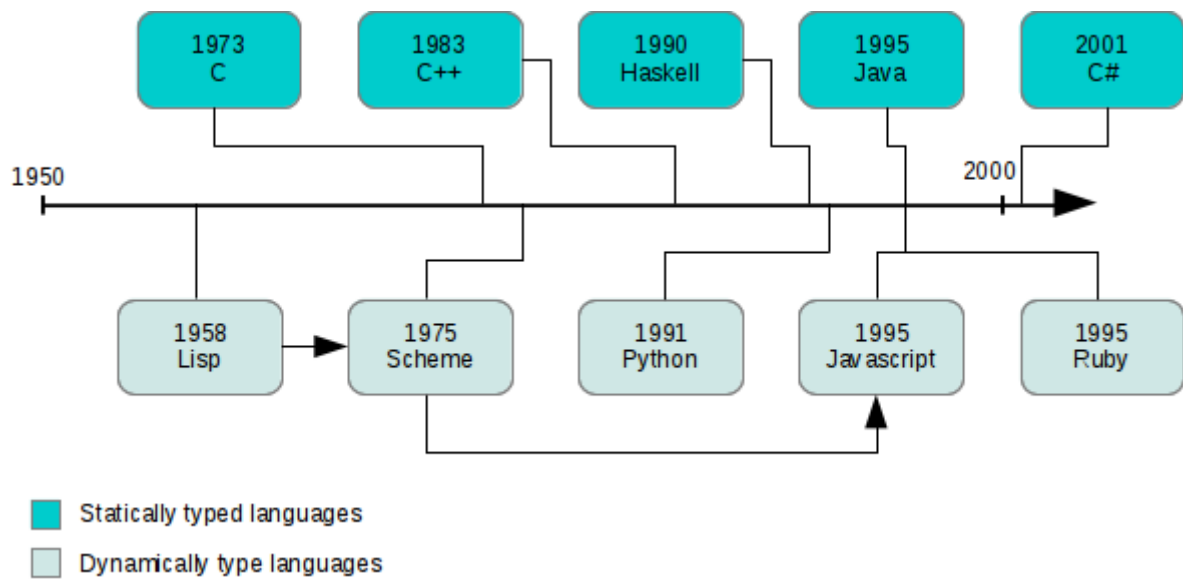 1973
C
1983
C++
1990
Haskell
1995
Java
2001
C#
1950
2000
1958
Lisp
1975
Scheme
1991
Python
1995
Javascript
1995
Ruby
Statically typed languages
Dynamically type languages